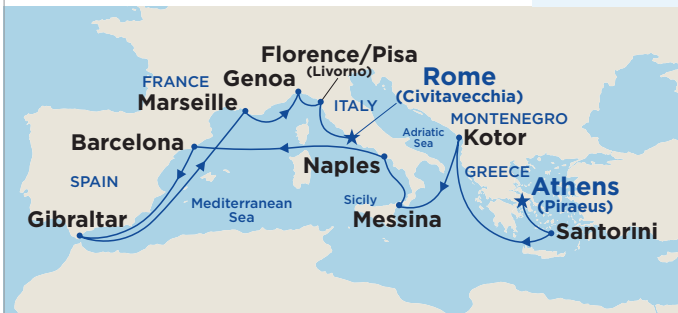 Florence/Pisa
(Livorno)
Rome
(Civitavecchia)
FRANCE
Genoa
Marseille
ITALY
MONTENEGRO
Adriatic
Sea
Kotor
Barcelona
Naples
GREECE
SPAIN
Athens
(Piraeus)
Mediterranean
Sea
Sicily
Gibraltar
Messina
Santorini